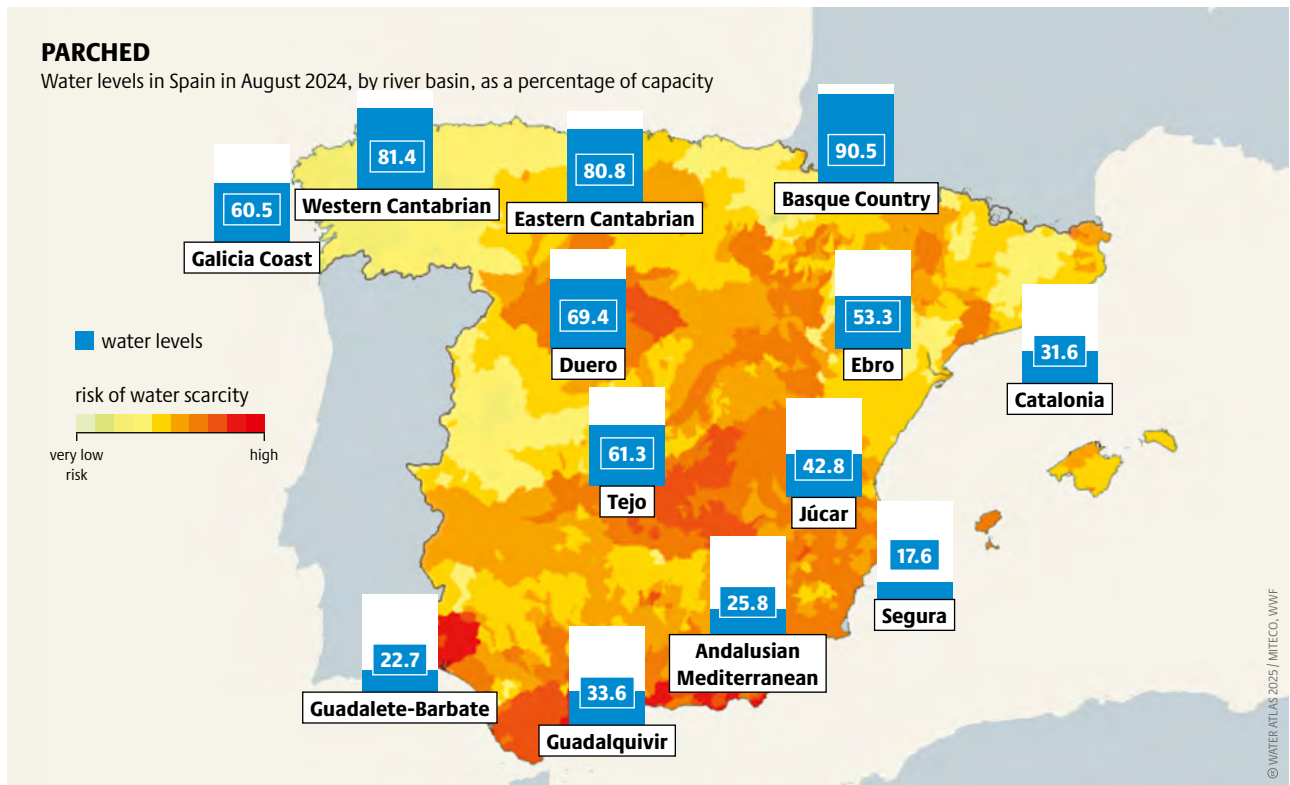 PARCHED
Water levels in Spain in August 2024, by river basin, as a percentage of capacity
81.4
Western Cantabrian
80.8
Eastern Cantabrian
90.5
Basque Country
60.5
Galicia Coast
69.4
Duero
53.3
Ebro
31.6
Catalonia
water levels
risk of water scarcity
very low
risk
high
61.3
Tejo
42.8
Júcar
17.6
Segura
25.8
Andalusian
Mediterranean
22.7
Guadalete-Barbate
33.6
Guadalquivir
© WATER ATLAS 2025 / MITECO, WWF